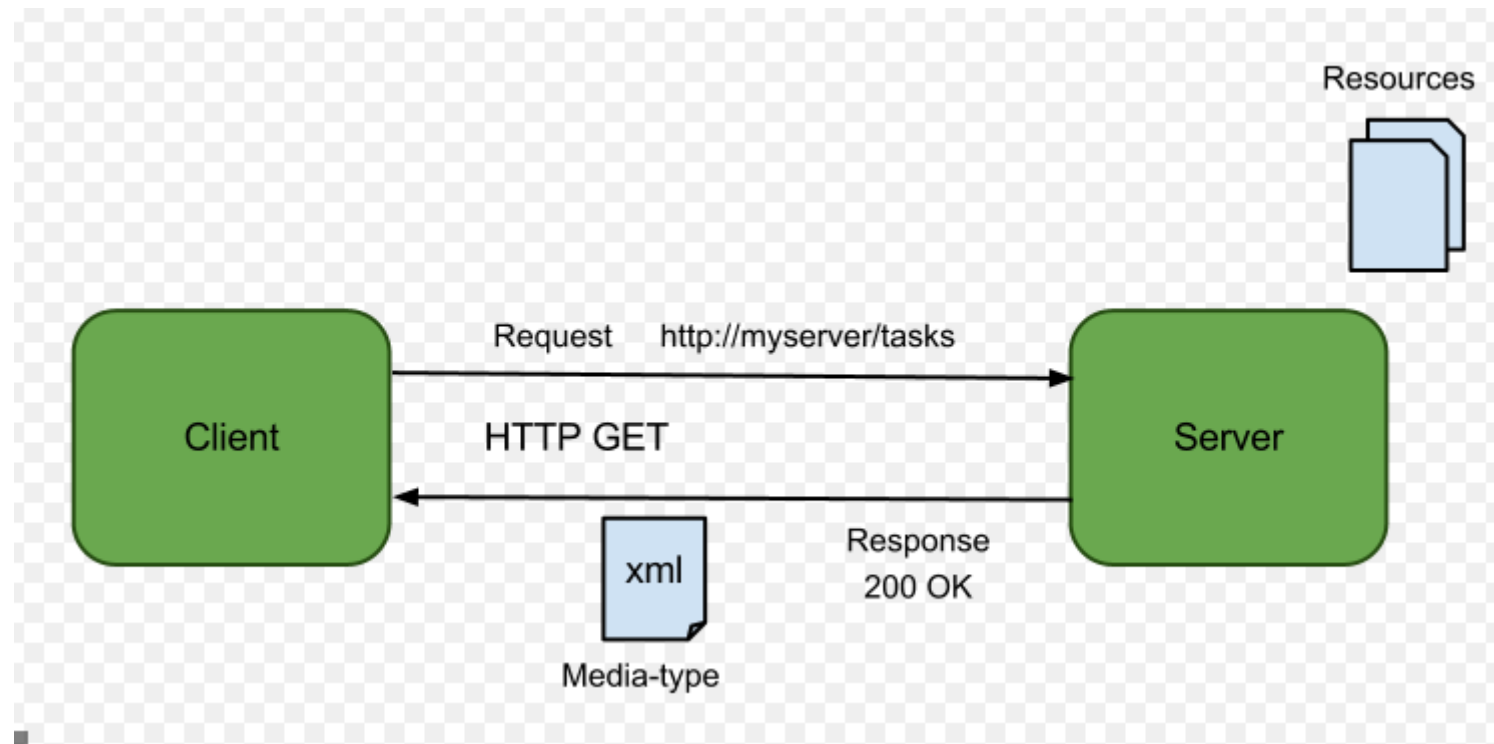 Resources
Request http://myserver/tasks
Client
HTTP GET
Server
xml
Response
200 OK
Media-type